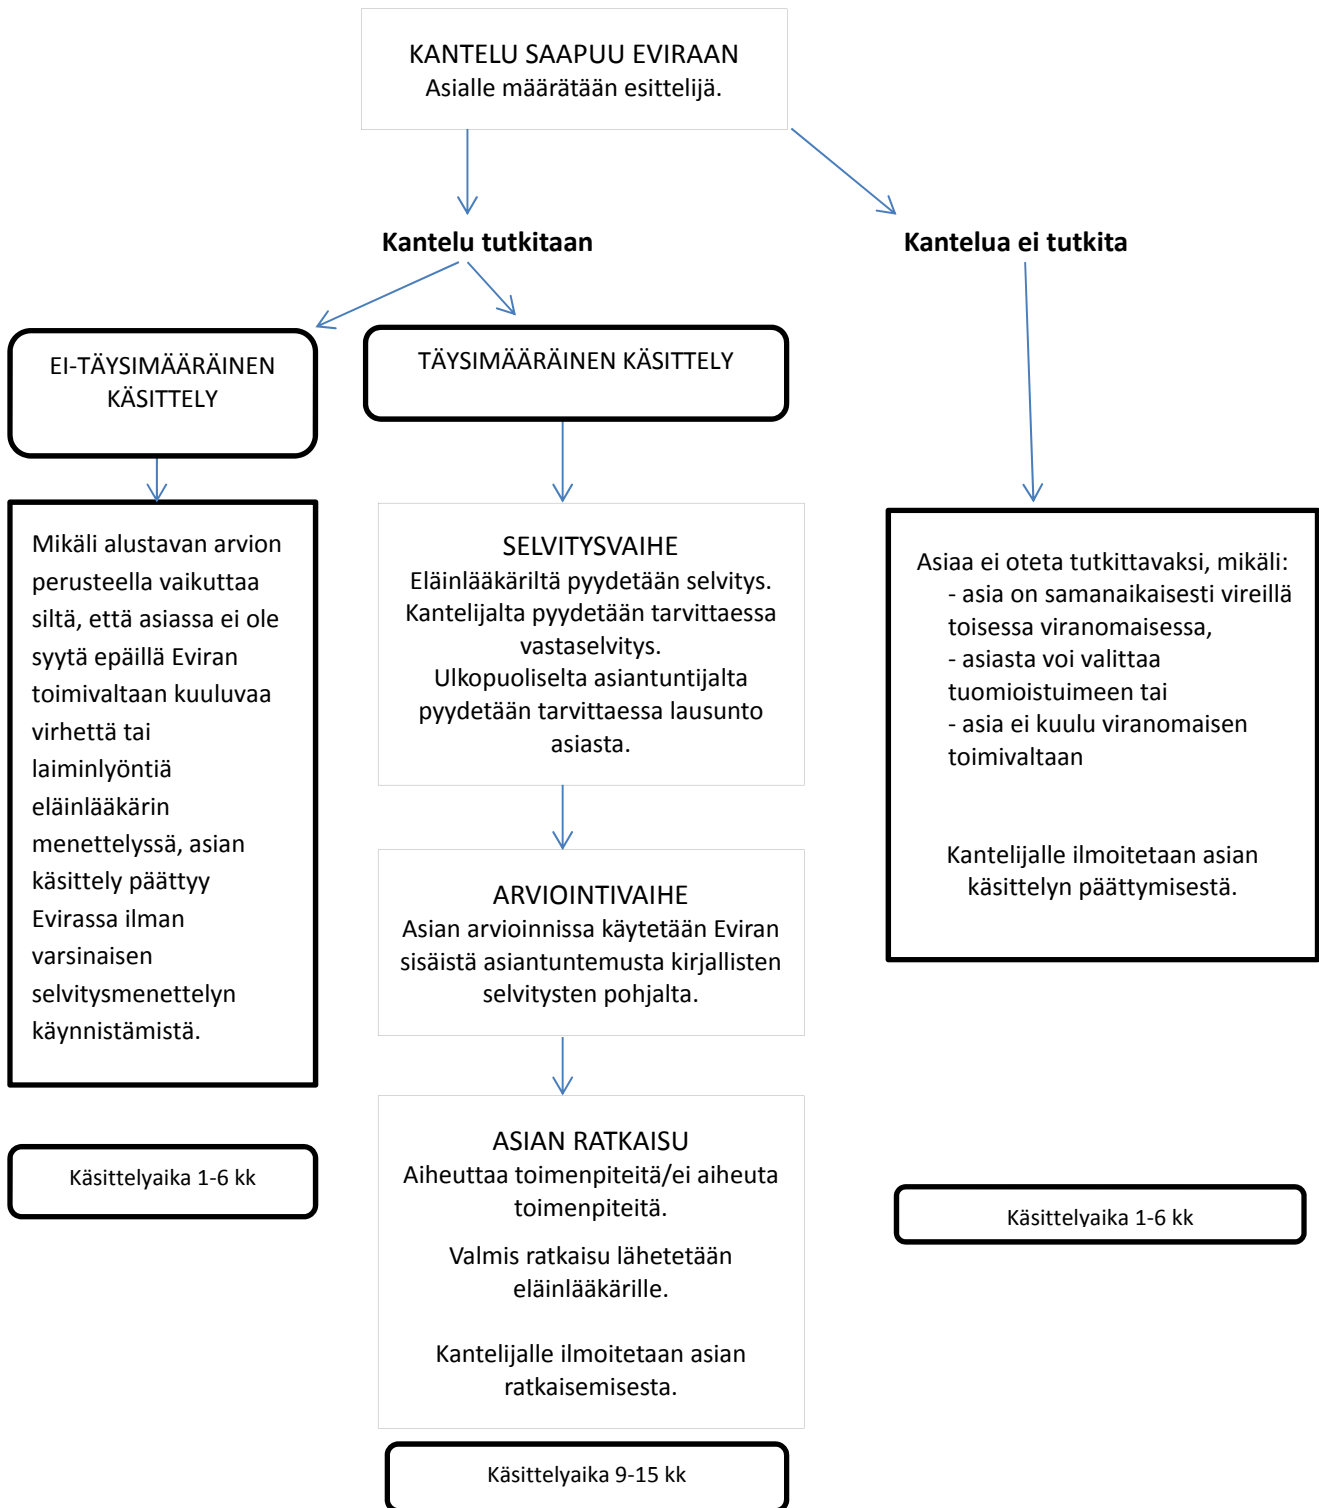 KANTELU SAAPUU EVIRAAN
Asialle määrätään esittelijä.
Kantelu tutkitaan
Kantelua ei tutkita
EI-TÄYSIMÄÄRÄINEN
KÄSITTELY
TÄYSIMÄÄRÄINEN KÄSITTELY
Mikäli alustavan arvion
perusteella vaikuttaa
siltä, että asiassa ei ole
syytä epäillä Eviran
toimivaltaan kuuluvaa
virhettä tai
laiminlyöntiä
eläinlääkärin
menettelyssä, asian
käsittely päättyy
Evirassa ilman
varsinaisen
selvitysmenettelyn
käynnistämistä.
Käsittelyaika 1-6 kk
SELVITYSVAIHE
Eläinlääkäriltä pyydetään selvitys.
Kantelijalta pyydetään tarvittaessa
vastaselvitys.
Ulkopuoliselta asiantuntijalta
pyydetään tarvittaessa lausunto
asiasta.
ARVIOINTIVAIHE
Asian arvioinnissa käytetään Eviran
sisäistä asiantuntemusta kirjallisten
selvitysten pohjalta.
ASIAN RATKAISU
Aiheuttaa toimenpiteitä/ei aiheuta
toimenpiteitä.
Valmis ratkaisu lähetetään
eläinlääkärille.
Kantelijalle ilmoitetaan asian
ratkaisemisesta.
Käsittelyaika 9-15 kk
Asiaa ei oteta tutkittavaksi, mikäli:
- asia on samanaikaisesti vireillä
toisessa viranomaisessa,
- asiasta voi valittaa
tuomioistuimeen tai
- asia ei kuulu viranomaisen
toimivaltaan
Kantelijalle ilmoitetaan asian
käsittelyn päättymisestä.
Käsittelyaika 1-6 kk